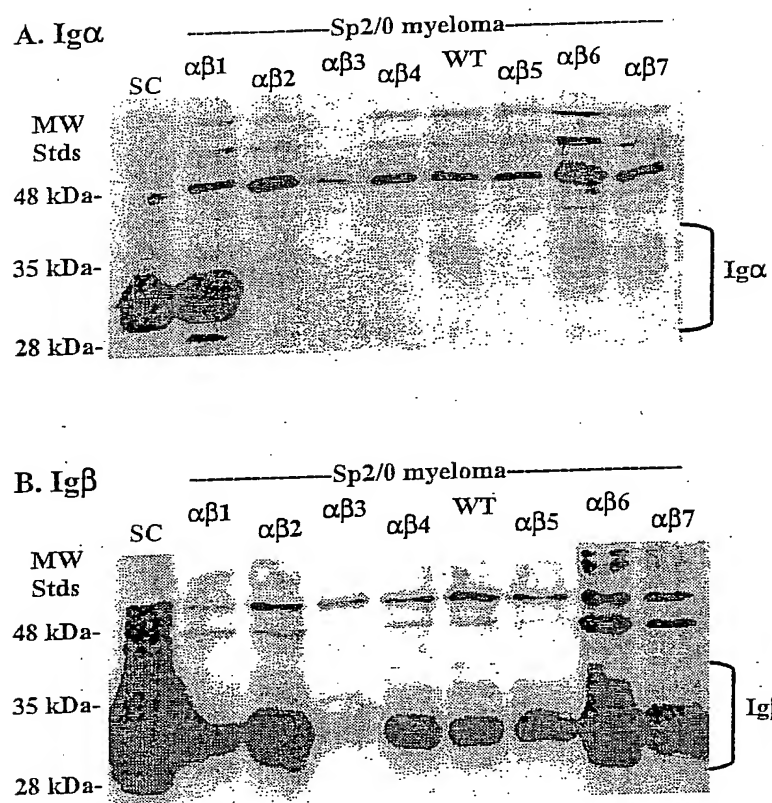 A. Igα
Sp2/0 myeloma
SC αβ1 αβ2 αβ3 αβ4 WT αβ5 αβ6 αβ7
MW
Stds
48 kDa-
35 kDa-
28 kDa-
Igα
B. Igβ
Sp2/0 myeloma
SC αβ1 αβ2 αβ3 αβ4 WT αβ5 αβ6 αβ7
MW
Stds
48 kDa-
35 kDa-
28 kDa-